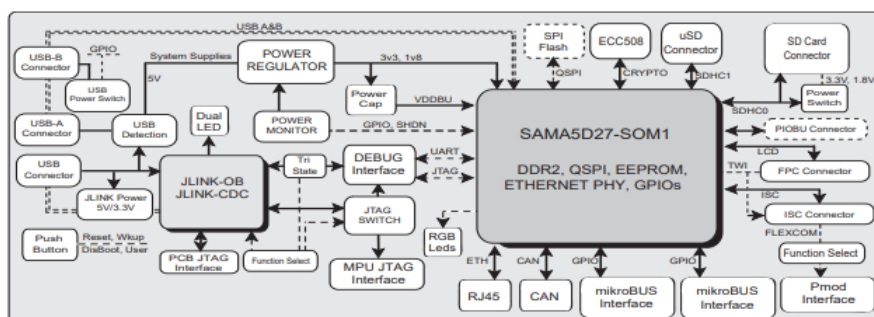 USB A&B
USB-B
Connector
GPIO
USB
Power Switch
System Supplies
5V
POWER
REGULATOR
3v3, 1v8
SPI
Flash
ECC508
uSD
Connector
SD Card
Connector
QSPI
CRYPTO
SDHC1
3.3V, 1.8V
Power
Switch
SDHC0
Power
Cap
VDDBU
USB-A
Connector
USB
Detection
Dual
LED
POWER
MONITOR
GPIO, SHDN
SAMA5D27-SOM1
DDR2, QSPI, EEPROM,
ETHERNET PHY, GPIOs
PIOBU Connector
LCD
TWI
FPC Connector
USB
Connector
JLINK-OB
JLINK-CDC
Tri
State
DEBUG
Interface
UART
JTAG
ISC
ISC Connector
JLINK Power
5V/3.3V
JTAG
SWITCH
RGB
Leds
FLEXCOM
Push
Button
Reset, Wkup
DisBoot, User
PCB JTAG
Interface
Function Select
MPU JTAG
Interface
ETH
CAN
GPIO
GPIO
Function Select
RJ45
CAN
mikroBUS
Interface
mikroBUS
Interface
Pmod
Interface